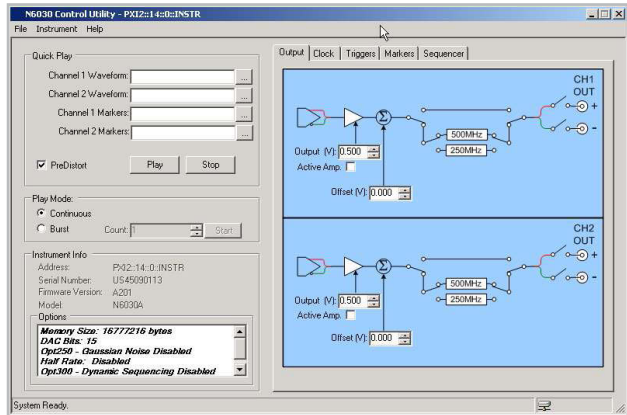 N6030 Control Utility - PXI2::14::0::INSTR
File Instrument Help
Quick Play
Channel 1 Waveform: ...
Channel 2 Waveform: ...
Channel 1 Markers: ...
Channel 2 Markers: ...
PreDistort Play Stop
Play Mode:
Continuous
Burst Count: 1 Start
Instrument Info
Address: PXI2::14::0::INSTR
Serial Number: US45090113
Firmware Version: A201
Model: N6030A
Options
Memory Size: 16777216 bytes
DAC Bits: 15
Opt250 - Gaussian Noise Disabled
Half Rate: Disabled
Opt300 - Dynamic Sequencing Disabled
Output Clock Triggers Markers Sequencer
CH1
OUT
Σ
+
500MHz
-
250MHz
Output (V): 0.500
Active Amp.
Offset (V): 0.000
CH2
OUT
Σ
+
500MHz
-
250MHz
Output (V): 0.500
Active Amp.
Offset (V): 0.000
System Ready.